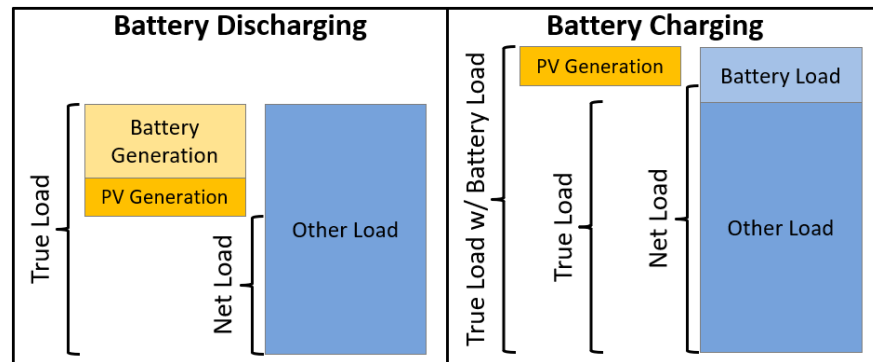 Battery Discharging
True Load
Battery
Generation
PV Generation
Net Load
Other Load
Battery Charging
True Load w/ Battery Load
PV Generation
True Load
Net Load
Battery Load
Other Load